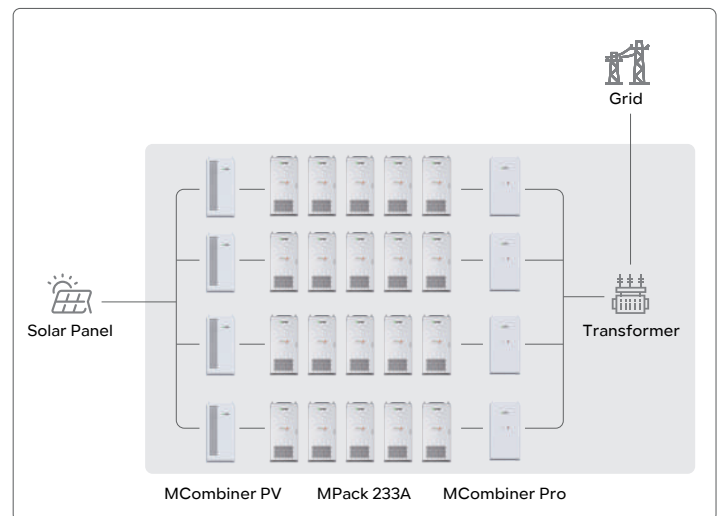 Grid
Solar Panel
Transformer
MCombiner PV
MPack 233A
MCombiner Pro